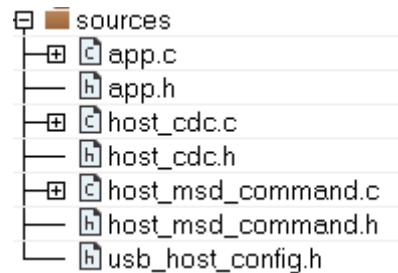 sources
app.c
app.h
host_cdc.c
host_cdc.h
host_msd_command.c
host_msd_command.h
usb_host_config.h